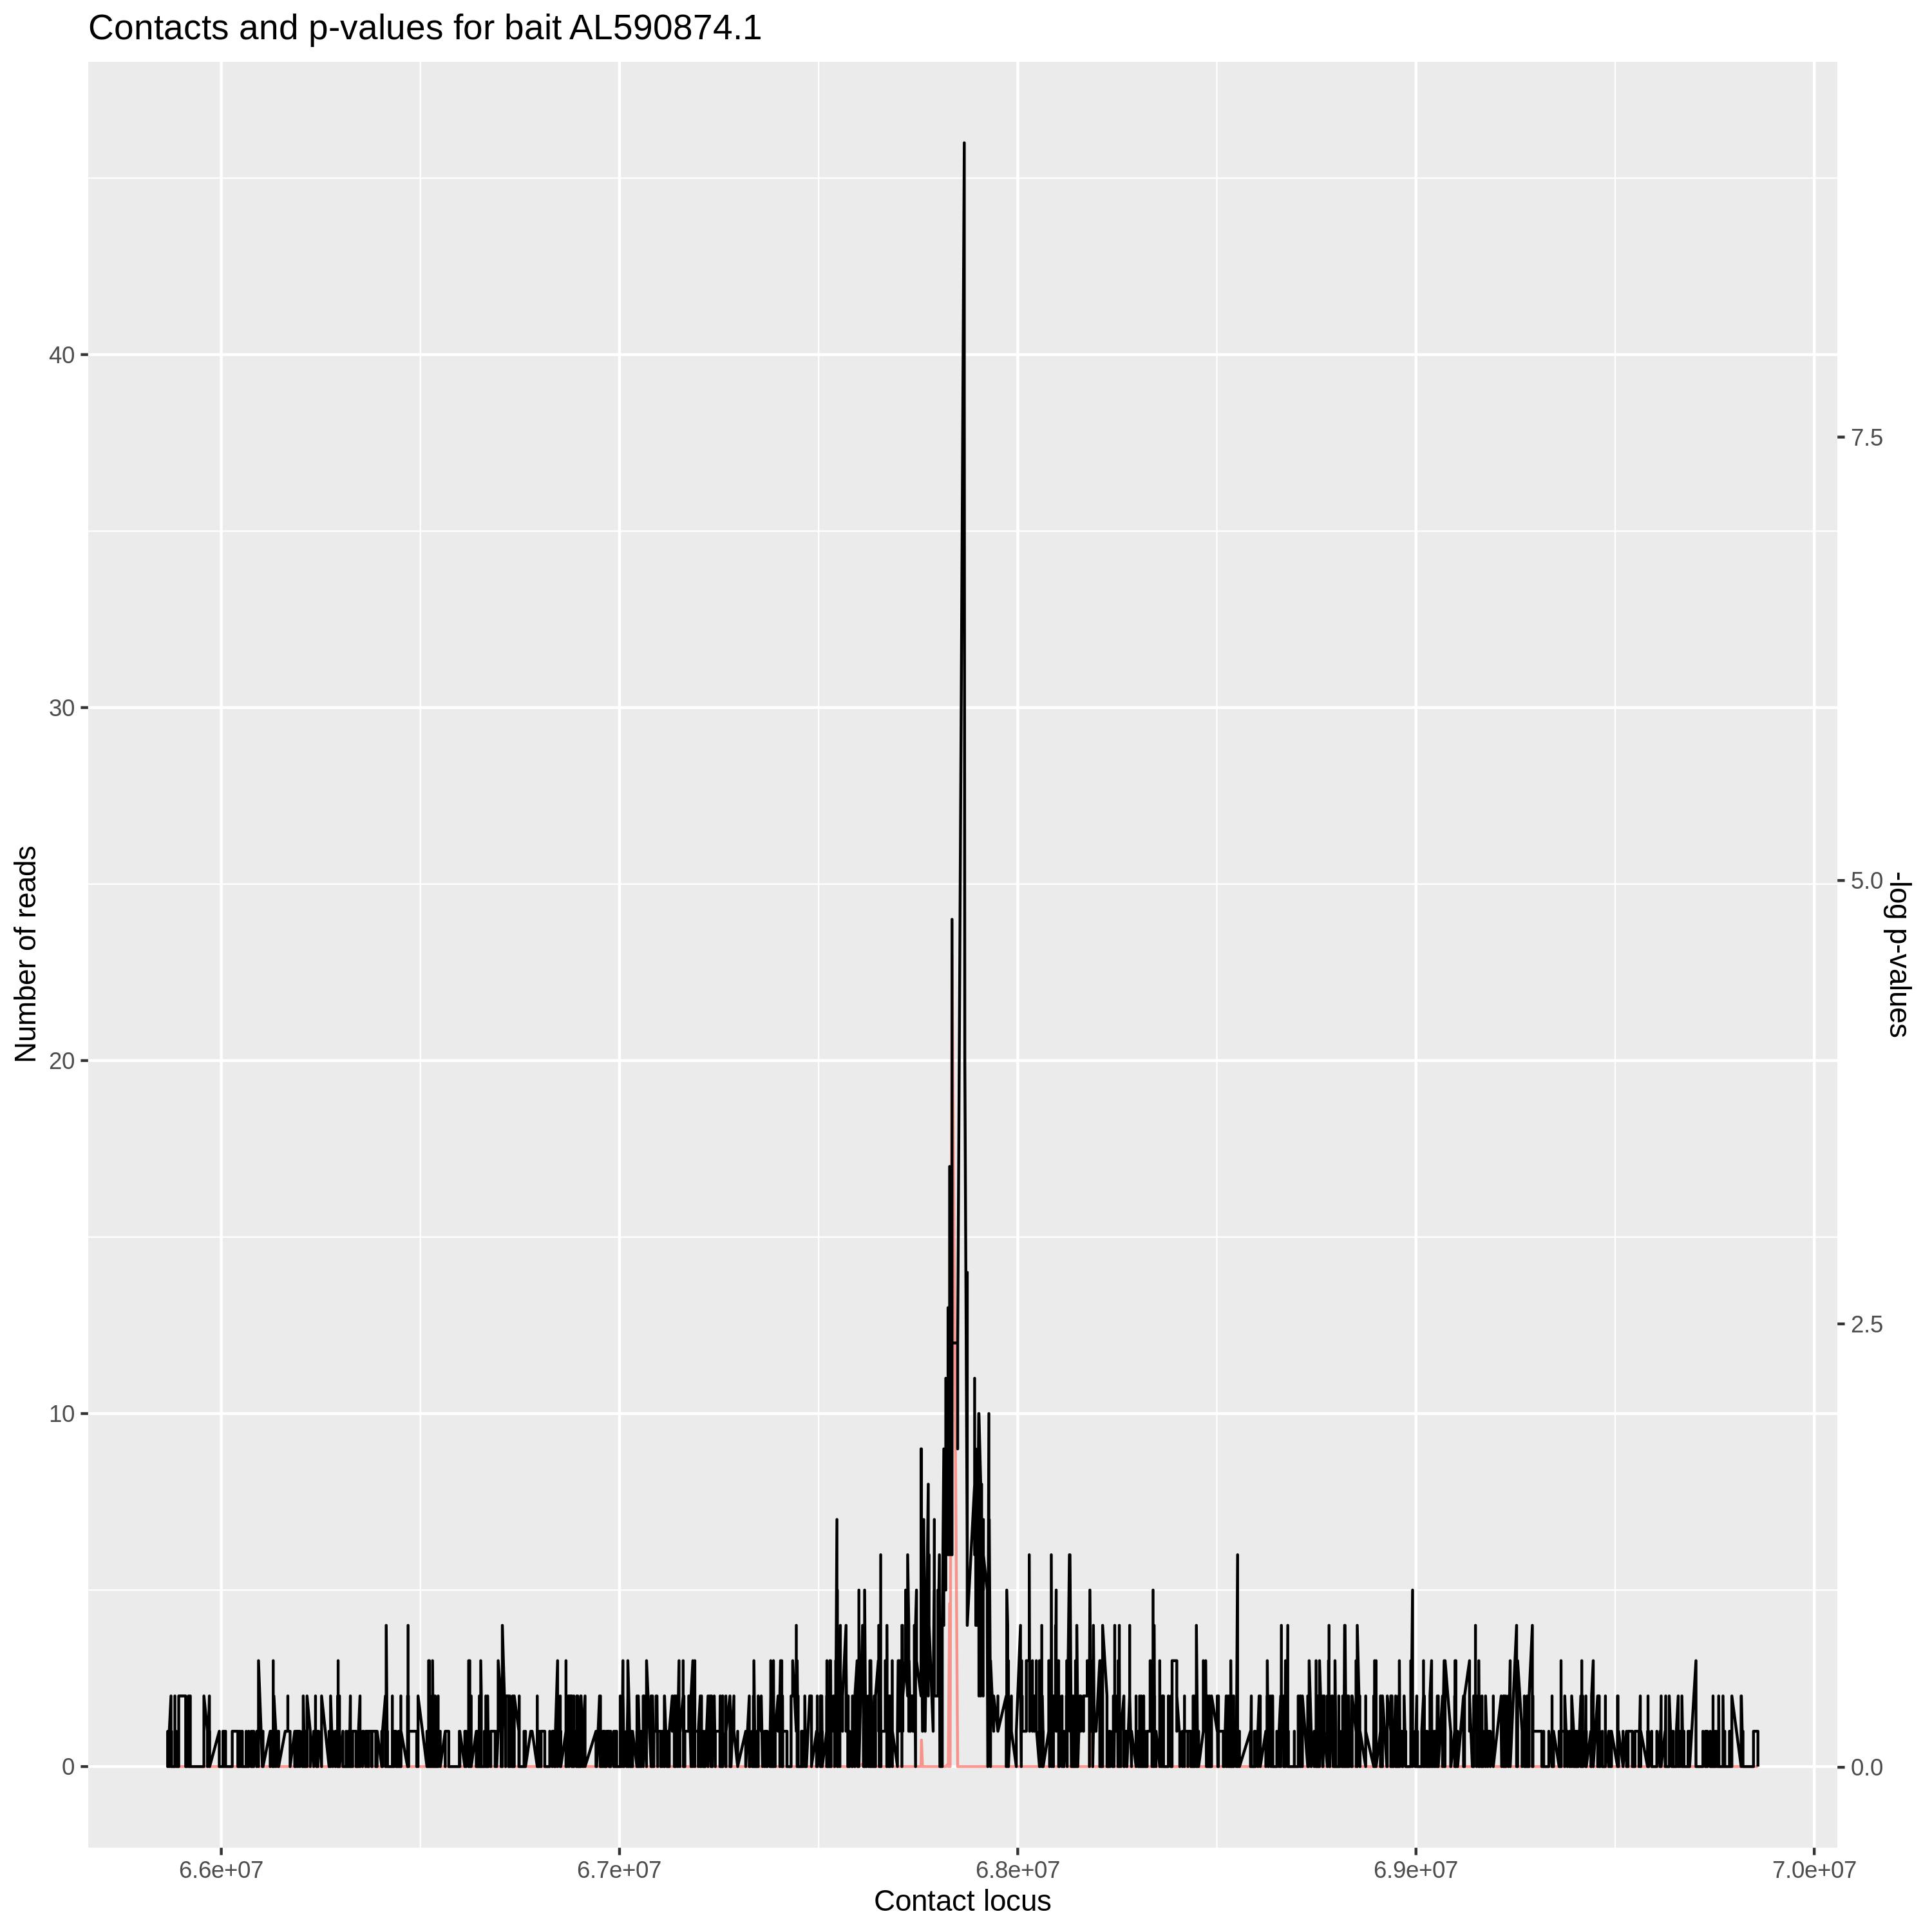 Contacts and p-values for bait AL590874.1
40
30
20
10
0
Number of reads
7.5
5.0
2.5
0.0
-log p-values
6.6e+07 6.7e+07 6.8e+07 6.9e+07 7.0e+07
Contact locus